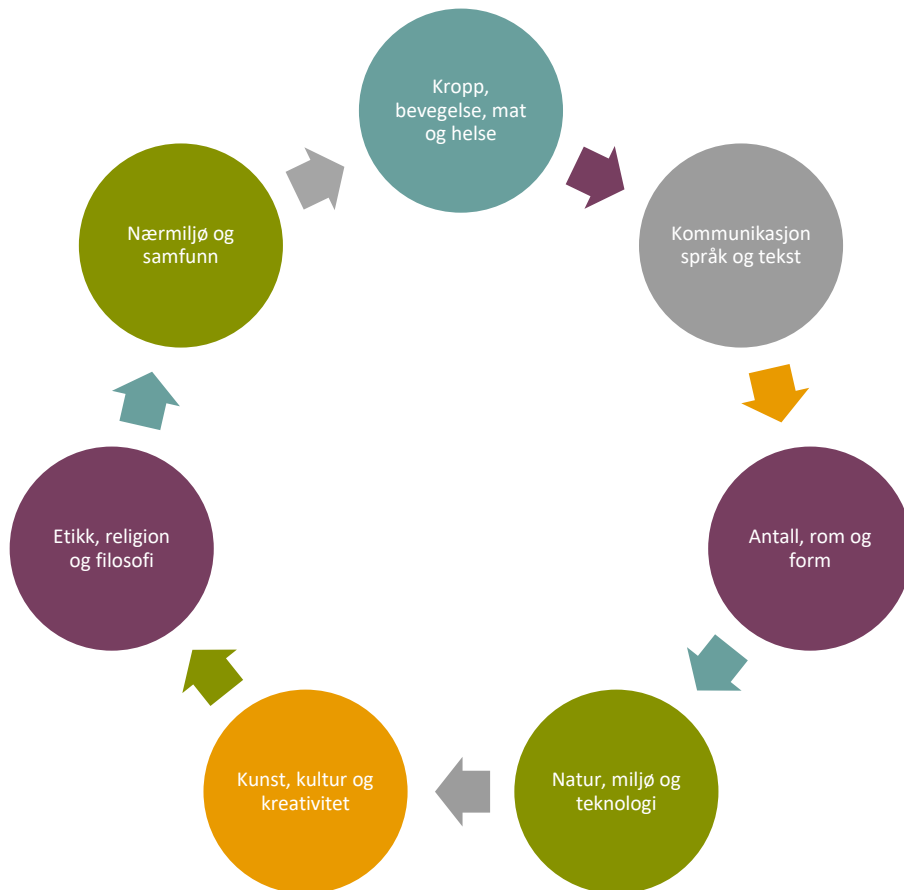 Kropp,
bevegelse, mat
og helse
Kommunikasjon
språk og tekst
Antall, rom og
form
Natur, miljø og
teknologi
Kunst, kultur og
kreativitet
Etikk, religion
og filosofi
Nærmiljø og
samfunn